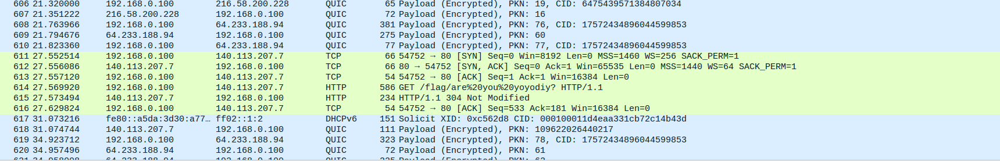 606 21.320000 192.168.0.100 216.58.200.228 QUIC 65 Payload (Encrypted), PKN: 19, CID: 6475439571384807034
607 21.351222 216.58.200.228 192.168.0.100 QUIC 72 Payload (Encrypted), PKN: 16
608 21.763966 192.168.0.100 64.233.188.94 QUIC 381 Payload (Encrypted), PKN: 76, CID: 17572434896044599853
609 21.794676 64.233.188.94 192.168.0.100 QUIC 275 Payload (Encrypted), PKN: 60
610 21.823360 192.168.0.100 64.233.188.94 QUIC 77 Payload (Encrypted), PKN: 77, CID: 17572434896044599853
611 27.552514 192.168.0.100 140.113.207.7 TCP 66 54752 → 80 [SYN] Seq=0 Win=8192 Len=0 MSS=1460 WS=256 SACK_PERM=1
612 27.556086 140.113.207.7 192.168.0.100 TCP 66 80 → 54752 [SYN, ACK] Seq=0 Ack=1 Win=65535 Len=0 MSS=1440 WS=64 SACK_PERM=1
613 27.557120 192.168.0.100 140.113.207.7 TCP 54 54752 → 80 [ACK] Seq=1 Ack=1 Win=16384 Len=0
614 27.569920 192.168.0.100 140.113.207.7 HTTP 586 GET /flag/are%20you%20yoyodiy? HTTP/1.1
615 27.573494 140.113.207.7 192.168.0.100 HTTP 234 HTTP/1.1 304 Not Modified
616 27.629824 192.168.0.100 140.113.207.7 TCP 54 54752 → 80 [ACK] Seq=533 Ack=181 Win=16384 Len=0
617 31.073216 fe80::a5da:3d30:a77… ff02::1:2 DHCPv6 151 Solicit XID: 0xc562d8 CID: 000100011d4eaa331cb72c14b43d
618 31.074744 140.113.207.7 192.168.0.100 QUIC 111 Payload (Encrypted), PKN: 109622026440217
619 34.923712 192.168.0.100 64.233.188.94 QUIC 323 Payload (Encrypted), PKN: 78, CID: 17572434896044599853
620 34.957496 64.233.188.94 192.168.0.100 QUIC 72 Payload (Encrypted), PKN: 61